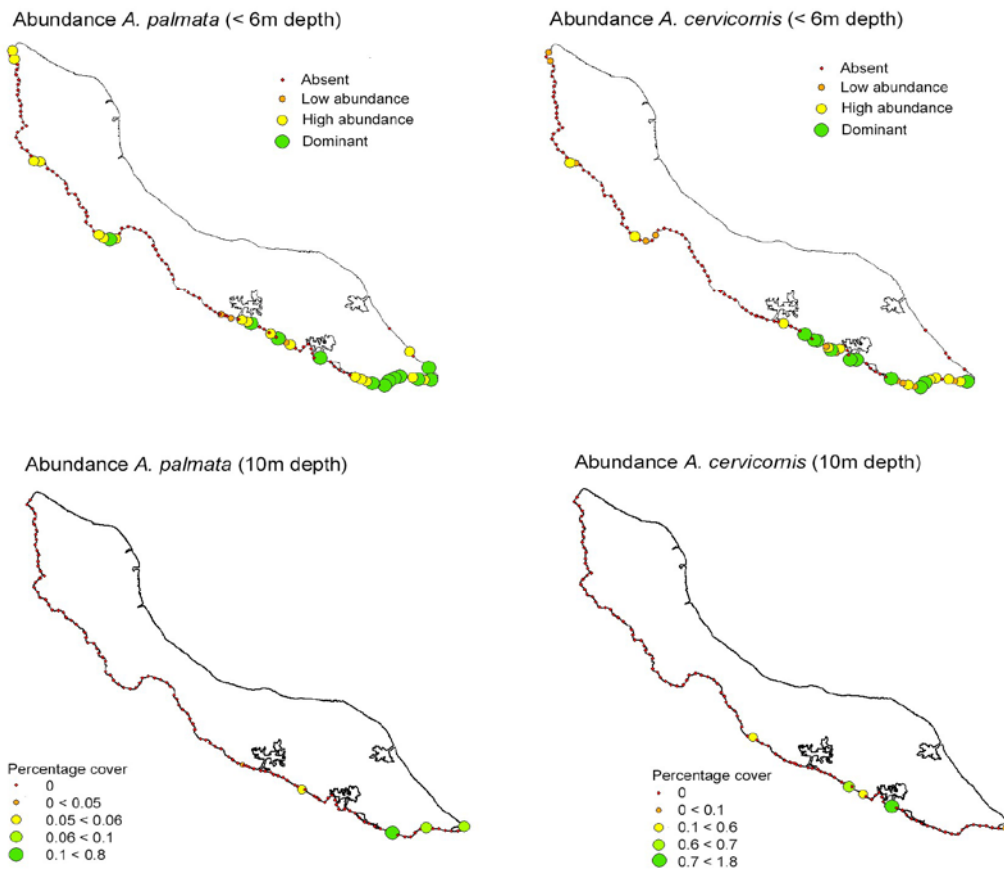 Abundance A. palmata (< 6m depth)
Absent
Low abundance
High abundance
Dominant
Abundance A. cervicornis (< 6m depth)
Absent
Low abundance
High abundance
Dominant
Abundance A. palmata (10m depth)
Percentage cover
0
0 < 0.05
0.05 < 0.06
0.06 < 0.1
0.1 < 0.8
Abundance A. cervicornis (10m depth)
Percentage cover
0
0 < 0.1
0.1 < 0.6
0.6 < 0.7
0.7 < 1.8